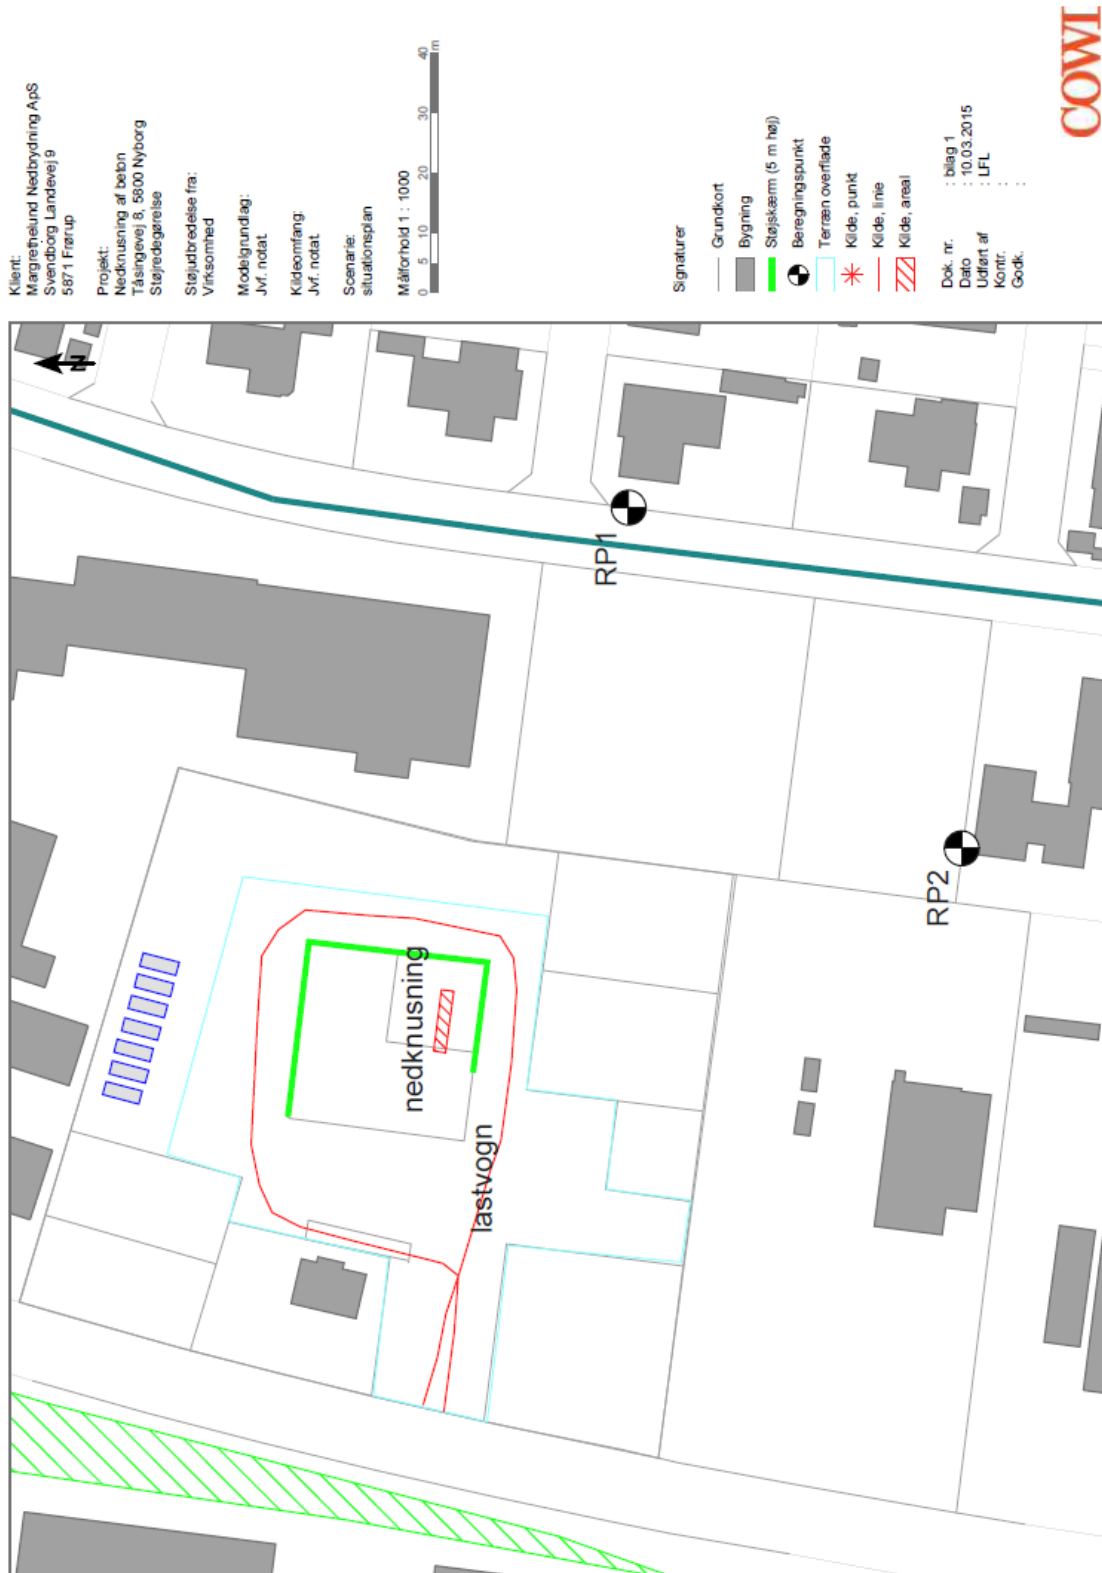 Klient:
Margrethelund Nedbrydning ApS
Svendborg Landevej 9
5871 Frørup
Projekt:
Nedknusning af beton
Tåsingevej 8, 5800 Nyborg
Støjredegørelse
Støjudbredelse fra:
Virksomhed
Modelgrundlag:
Jvf. notat
Kildeomfang:
Jvf. notat
Scenarie:
situationsplan
Målforhold 1 : 1000
0 5 10 20 30 40
m
Signaturer
Grundkort
Bygning
Støjskærm (5 m høj)
Beregningspunkt
Terræn overflade
Kilde, punkt
Kilde, linie
Kilde, areal
Dok. nr. : bilag 1
Dato : 10.03.2015
Udført af : LFL
Kontr. :
Godk. :
COWI
N
RP1
RP2
nedknusning
lastvogn